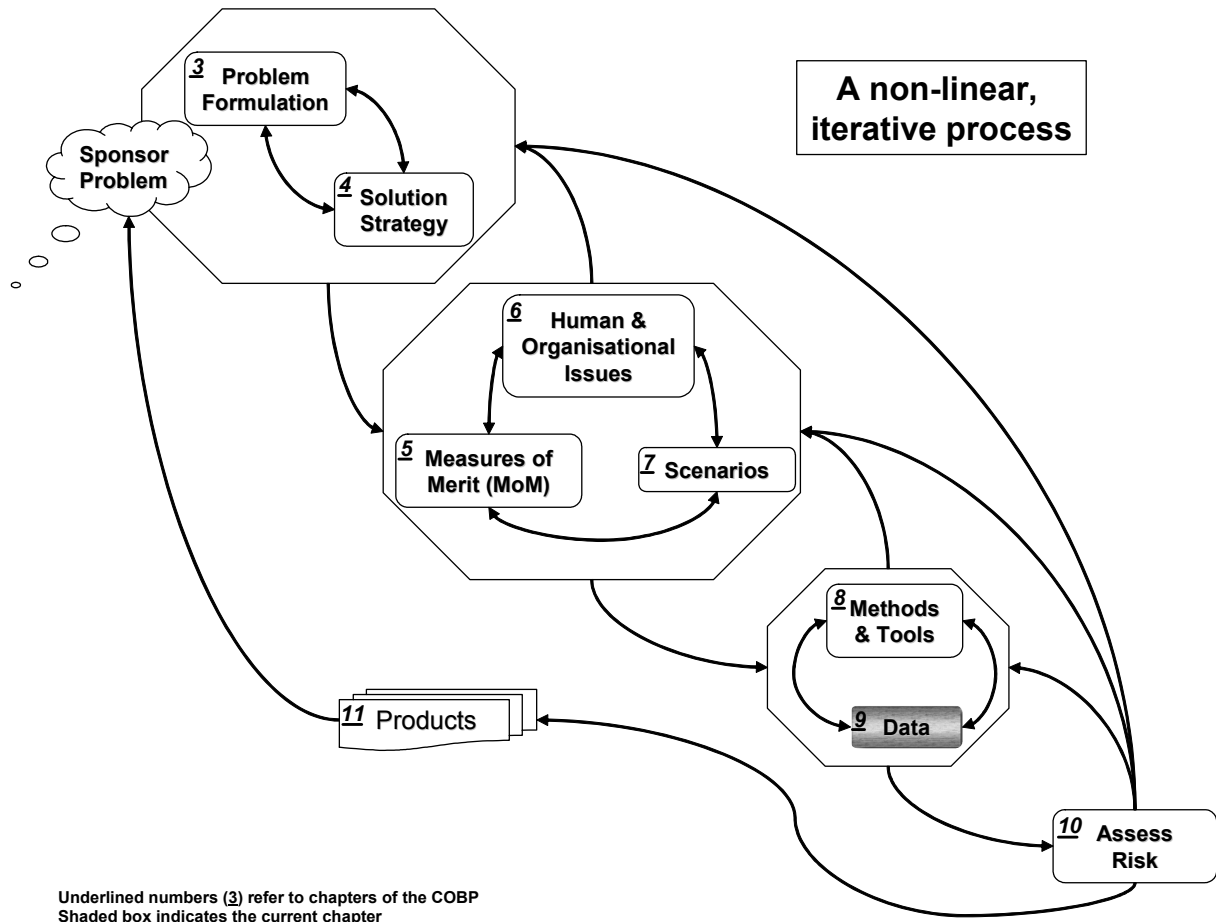 A non-linear,
iterative process
Sponsor
Problem
3
Problem
Formulation
4
Solution
Strategy
6
Human &
Organisational
Issues
5
Measures of
Merit (MoM)
7
Scenarios
8
Methods
& Tools
9
Data
10
Assess
Risk
11
Products
Underlined numbers (3) refer to chapters of the COBP
Shaded box indicates the current chapter